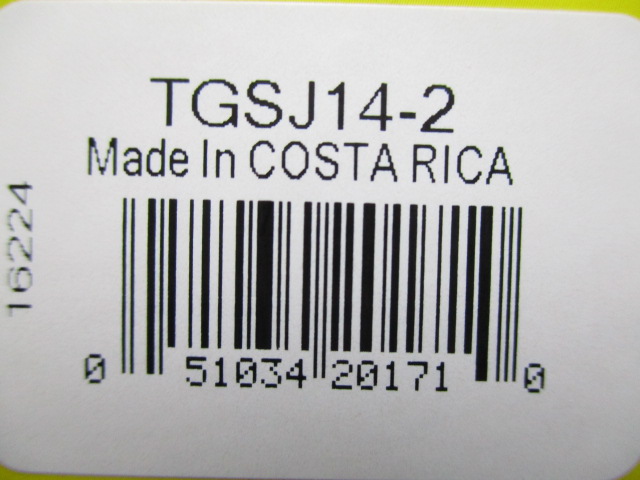 TGSJ14-2
Made In COSTA RICA
16224
0 51034 20171 0